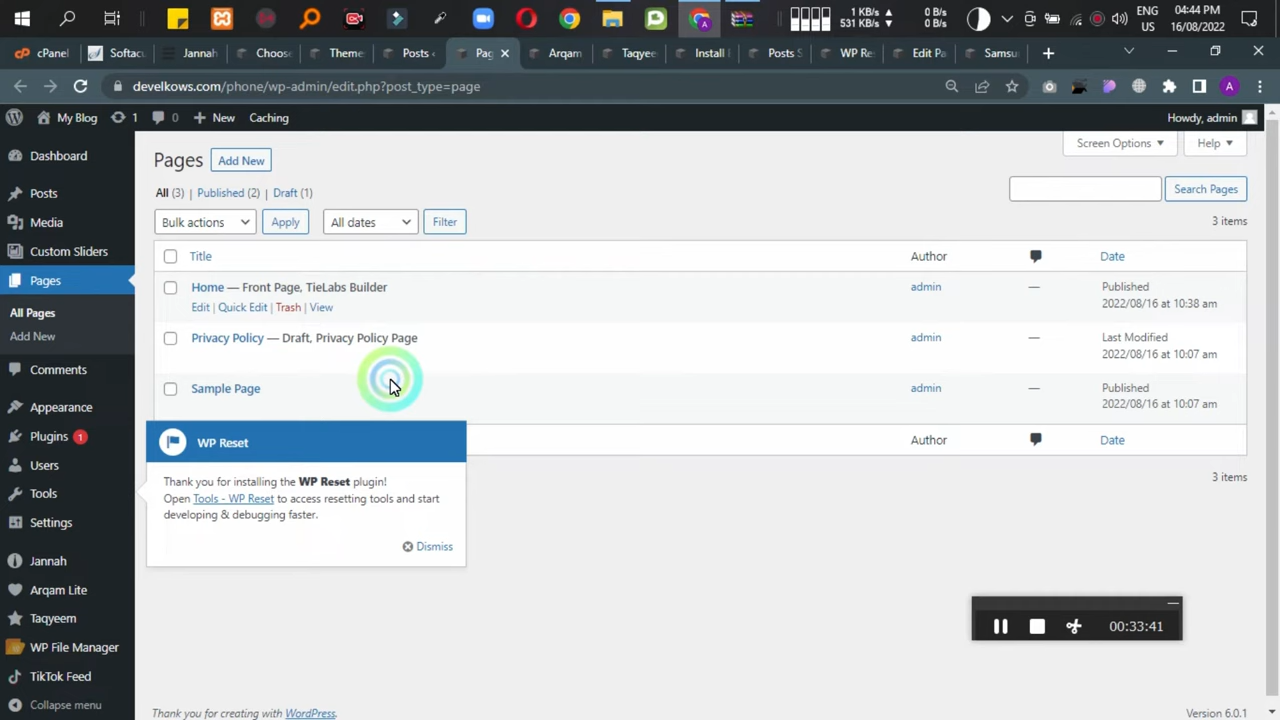 1 KB/s
531 KB/s
0 B/s
0 B/s
ENG
US
6:44 PM
16/08/2022
cPanel
Softac
Jannah
Choose
Theme
Posts
Pag
Arqam
Taqyee
Install
Posts S
WP Re
Edit Pa
Samsu
develkows.com/phone/wp-admin/edit.php?post_type=page
A
My Blog 1 0 New Caching
Howdy, admin
Dashboard
Posts
Media
Custom Sliders
Pages
All Pages
Add New
Comments
Appearance
Plugins 1
Users
Tools
Settings
Jannah
Arqam Lite
Taqyeem
WP File Manager
TikTok Feed
Collapse menu
Screen Options
Help
Pages Add New
All (3) | Published (2) | Draft (1)
Search Pages
Bulk actions Apply All dates Filter
3 items
Title Author Date
Home — Front Page, TieLabs Builder admin — Published
Edit | Quick Edit | Trash | View 2022/08/16 at 10:38 am
Privacy Policy — Draft, Privacy Policy Page admin — Last Modified
2022/08/16 at 10:07 am
Sample Page admin — Published
2022/08/16 at 10:07 am
Author Date
3 items
WP Reset
Thank you for installing the WP Reset plugin!
Open Tools - WP Reset to access resetting tools and start
developing & debugging faster.
Dismiss
00:33:41
Thank you for creating with WordPress.
Version 6.0.1